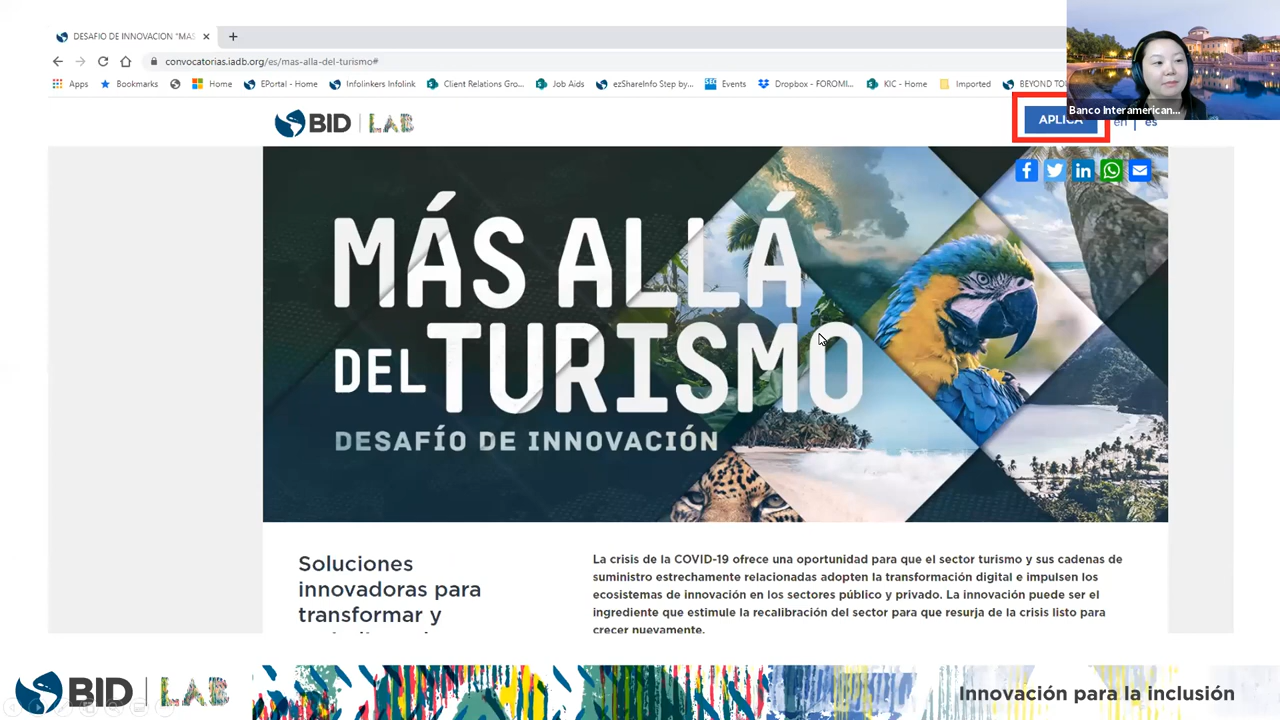 DESAFIO DE INNOVACION "MAS
convocatorias.iadb.org/es/mas-alla-del-turismo#
Apps
Bookmarks
Home
EPortal - Home
Infolinkers Infolink
Client Relations Gro...
Job Aids
ezShareInfo Step by...
SEC
Events
Dropbox - FOROMI...
KIC - Home
Imported
BID | LAB
APLICA
en | es
Banco Interamerican...
MÁS ALLÁ
DEL TURISMO
DESAFÍO DE INNOVACIÓN
Soluciones
innovadoras para
transformar y
La crisis de la COVID-19 ofrece una oportunidad para que el sector turismo y sus cadenas de
suministro estrechamente relacionadas adopten la transformación digital e impulsen los
ecosistemas de innovación en los sectores público y privado. La innovación puede ser el
ingrediente que estimule la recalibración del sector para que resurja de la crisis listo para
crecer nuevamente.
BID | LAB
Innovación para la inclusión